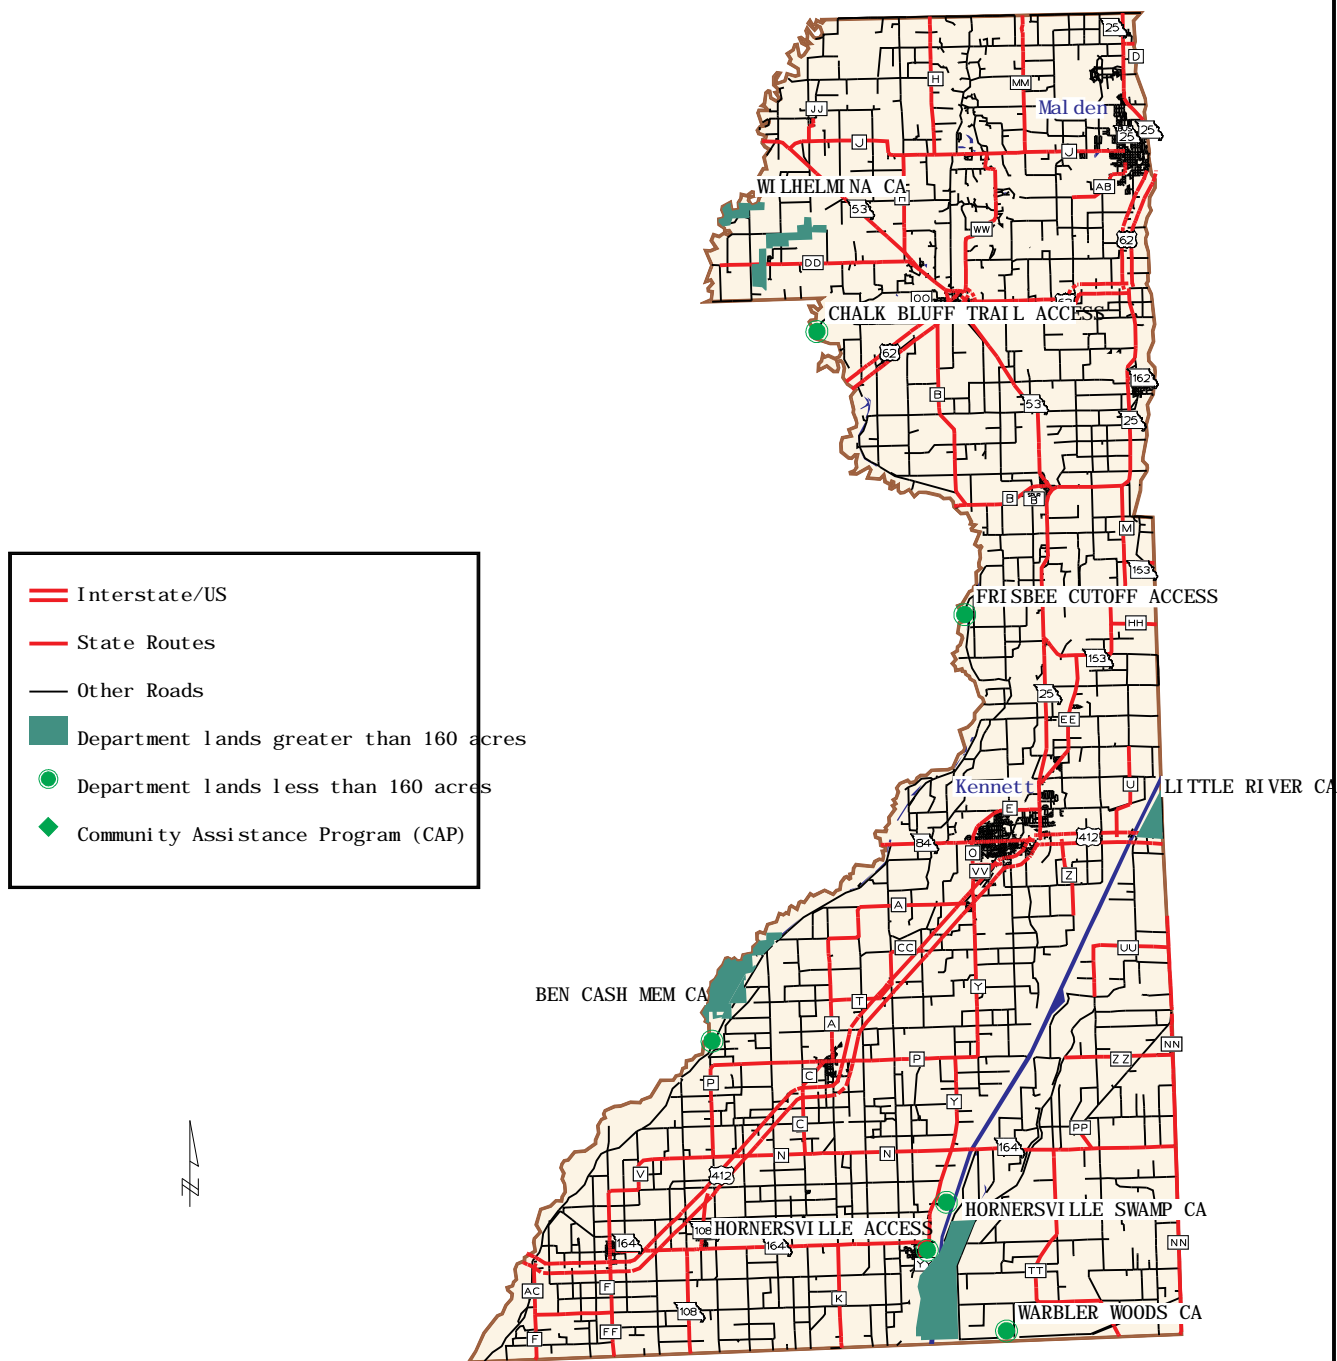 25
D
H
MM
JJ
Malden
25
25
J
J
WILHELMINA CA
AB
H
53
WW
62
DD
OO
CHALK BLUFF TRAIL ACCESS
62
162
B
53
25
B
B
M
153
Interstate/US
FRISBEE CUTOFF ACCESS
HH
State Routes
153
Other Roads
25
EE
Department lands greater than 160 acres
Kennett
U
LITTLE RIVER CA
Department lands less than 160 acres
E
Community Assistance Program (CAP)
84
412
O
VV
Z
A
CC
UU
Y
BEN CASH MEM CA
T
A
NN
P
ZZ
C
P
Y
C
PP
164
N
N
V
412
HORNERSVILLE SWAMP CA
108
HORNERSVILLE ACCESS
164
164
NN
YY
TT
AC
F
K
108
WARBLER WOODS CA
FF
F
N